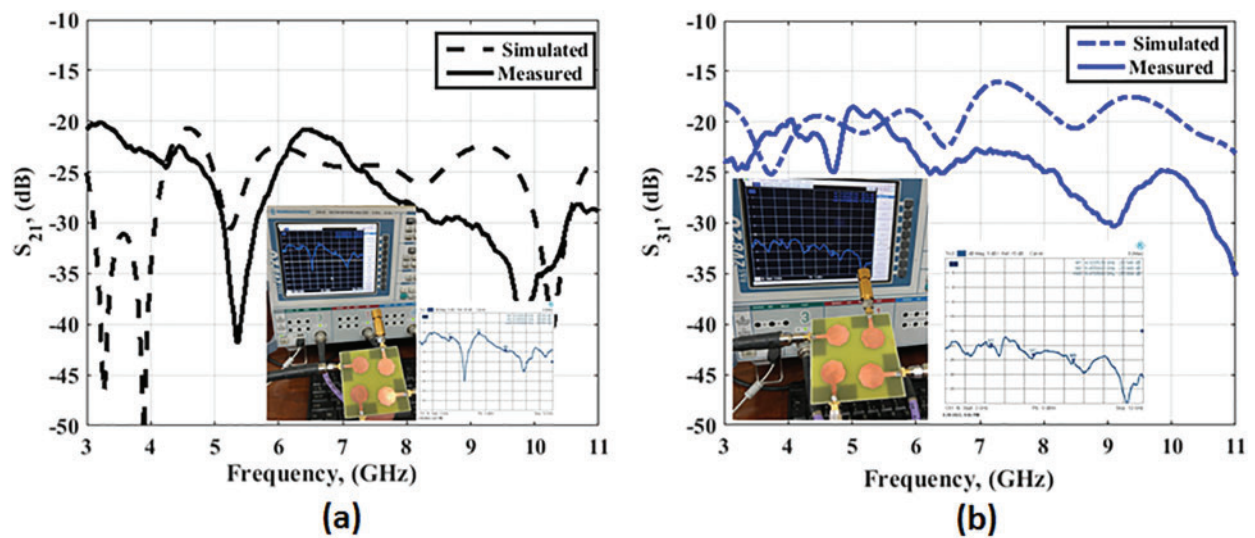 -10
-15
-20
-25
-30
-35
-40
-45
-50
S21, (dB)
Simulated
Measured
3 4 5 6 7 8 9 10 11
Frequency, (GHz)
(a)
-10
-15
-20
-25
-30
-35
-40
-45
-50
S31, (dB)
Simulated
Measured
3
3 4 5 6 7 8 9 10 11
Frequency, (GHz)
(b)